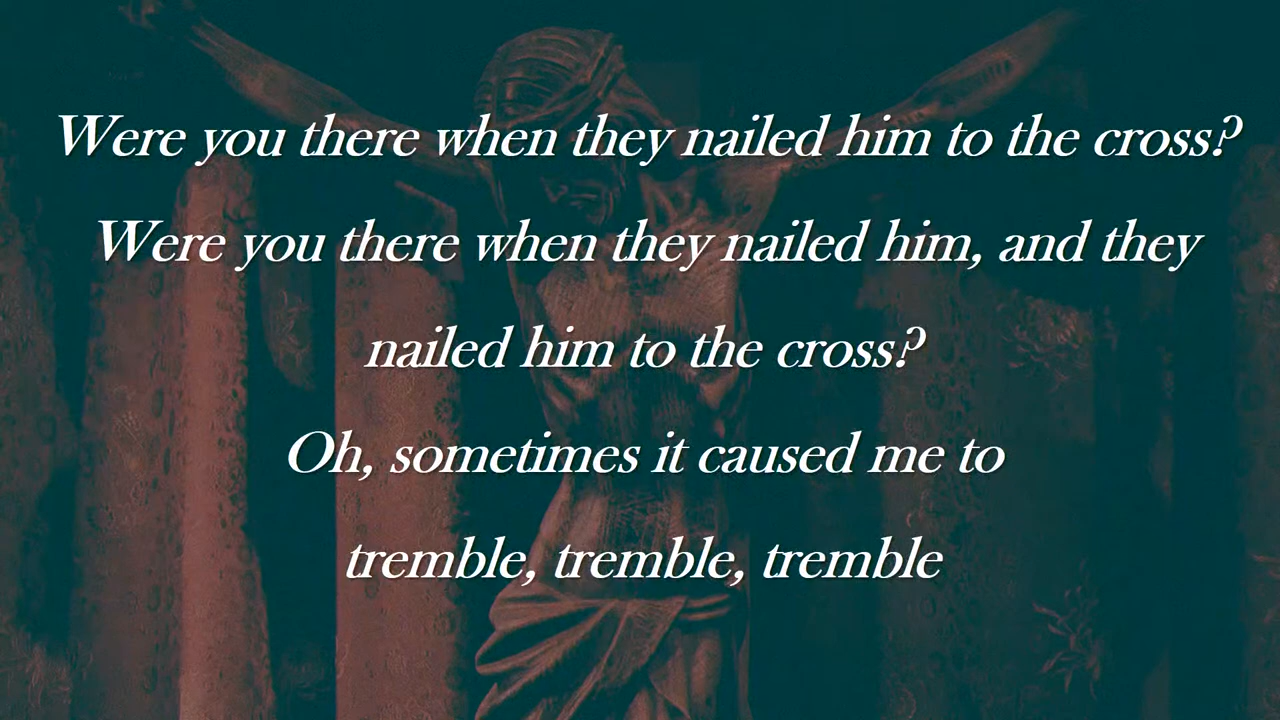 Were you there when they nailed him to the cross?
Were you there when they nailed him, and they
nailed him to the cross?
Oh, sometimes it caused me to
tremble, tremble, tremble